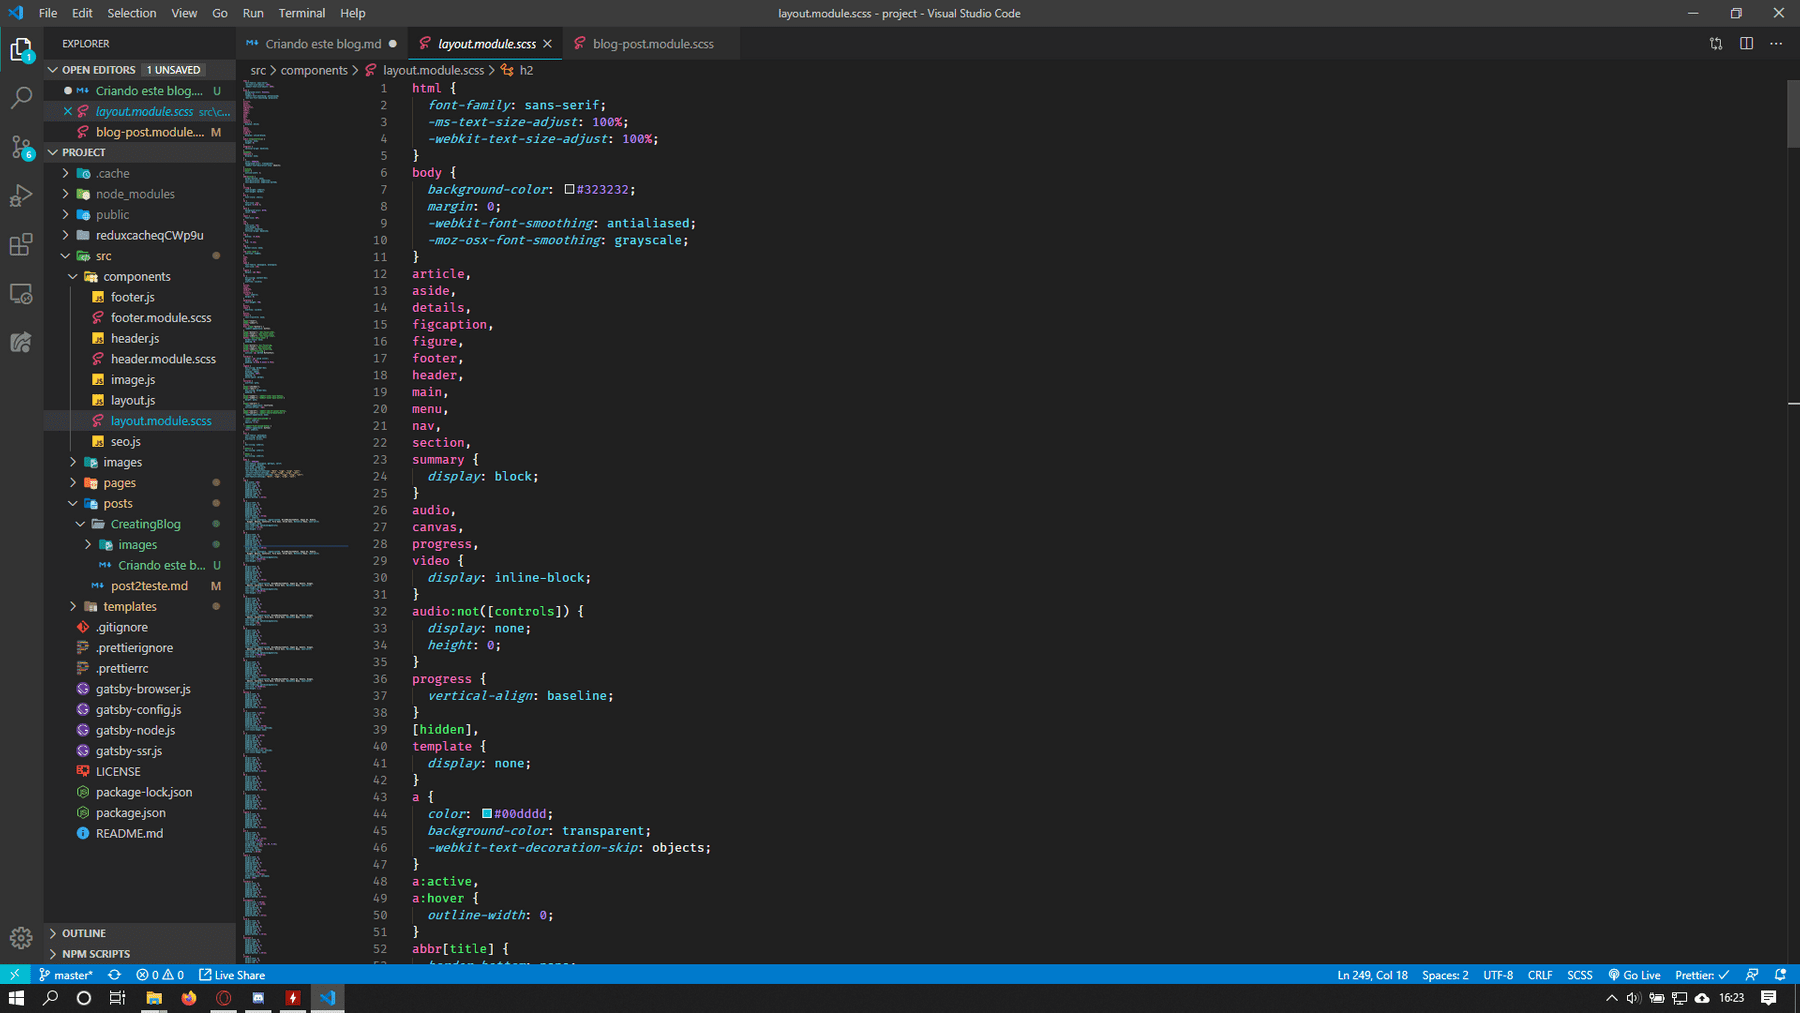 File Edit Selection View Go Run Terminal Help
layout.module.scss - project - Visual Studio Code
EXPLORER
OPEN EDITORS 1 UNSAVED
Criando este blog.... U
layout.module.scss src\c...
blog-post.module.... M
PROJECT
.cache
node_modules
public
reduxcacheqCWp9u
src
components
footer.js
footer.module.scss
header.js
header.module.scss
image.js
layout.js
layout.module.scss
seo.js
images
pages
posts
CreatingBlog
images
Criando este b... U
post2teste.md M
templates
.gitignore
.prettierignore
.prettierrc
gatsby-browser.js
gatsby-config.js
gatsby-node.js
gatsby-ssr.js
LICENSE
package-lock.json
package.json
README.md
OUTLINE
NPM SCRIPTS
Criando este blog.md layout.module.scss blog-post.module.scss
src > components > layout.module.scss > h2
1 html {
2 font-family: sans-serif;
3 -ms-text-size-adjust: 100%;
4 -webkit-text-size-adjust: 100%;
5 }
6 body {
7 background-color: #323232;
8 margin: 0;
9 -webkit-font-smoothing: antialiased;
10 -moz-osx-font-smoothing: grayscale;
11 }
12 article,
13 aside,
14 details,
15 figcaption,
16 figure,
17 footer,
18 header,
19 main,
20 menu,
21 nav,
22 section,
23 summary {
24 display: block;
25 }
26 audio,
27 canvas,
28 progress,
29 video {
30 display: inline-block;
31 }
32 audio:not([controls]) {
33 display: none;
34 height: 0;
35 }
36 progress {
37 vertical-align: baseline;
38 }
39 [hidden],
40 template {
41 display: none;
42 }
43 a {
44 color: #00dddd;
45 background-color: transparent;
46 -webkit-text-decoration-skip: objects;
47 }
48 a:active,
49 a:hover {
50 outline-width: 0;
51 }
52 abbr[title] {
master* 0 0 Live Share
Ln 249, Col 18 Spaces: 2 UTF-8 CRLF SCSS Go Live Prettier: ✓
16:23